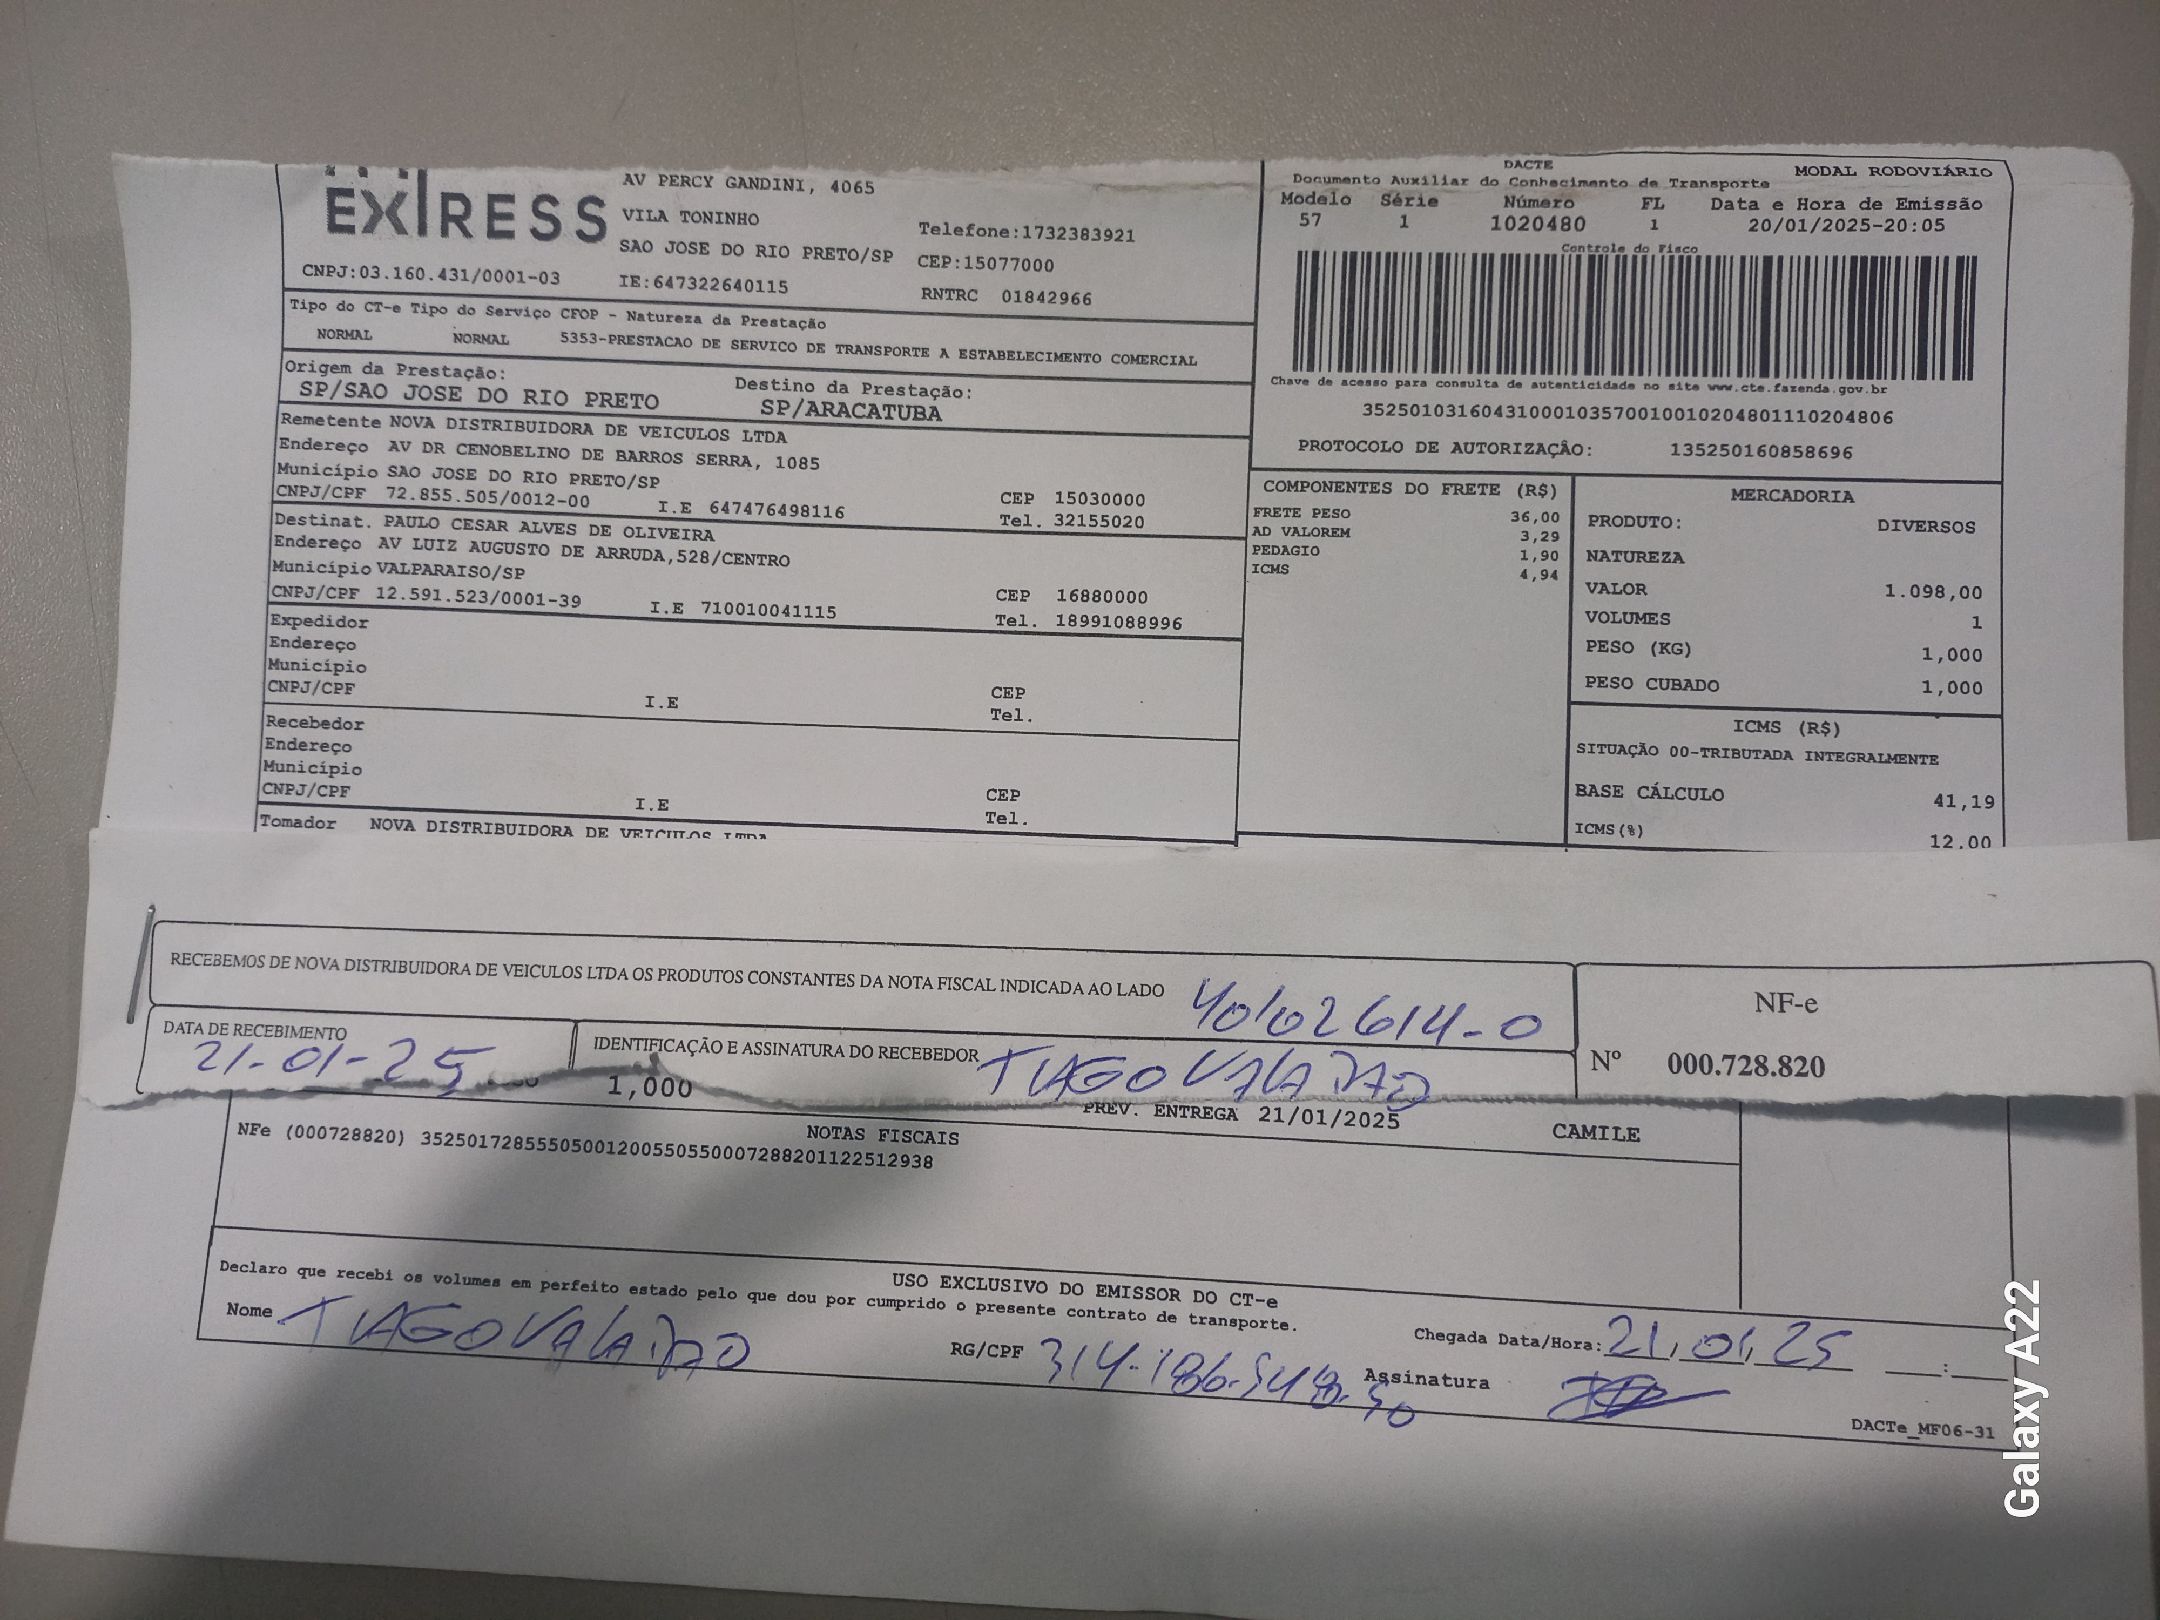 EXPRESS
AV PERCY GANDINI, 4065
VILA TONINHO
SAO JOSE DO RIO PRETO/SP
Telefone:1732383921
CEP:15077000
CNPJ:03.160.431/0001-03
IE:647322640115
RNTRC 01842966
DACTE
MODAL RODOVIÁRIO
Documento Auxiliar do Conhecimento de Transporte
Modelo Série Número FL Data e Hora de Emissão
57 1 1020480 1 20/01/2025-20:05
Controle do Fisco
Chave de acesso para consulta de autenticidade no site www.cte.fazenda.gov.br
35250103160431000103570010010204801110204806
PROTOCOLO DE AUTORIZAÇÃO: 135250160858696
Tipo do CT-e Tipo do Serviço CFOP - Natureza da Prestação
NORMAL NORMAL 5353-PRESTACAO DE SERVICO DE TRANSPORTE A ESTABELECIMENTO COMERCIAL
Origem da Prestação: Destino da Prestação:
SP/SAO JOSE DO RIO PRETO SP/ARACATUBA
Remetente NOVA DISTRIBUIDORA DE VEICULOS LTDA
Endereço AV DR CENOBELINO DE BARROS SERRA, 1085
Município SAO JOSE DO RIO PRETO/SP CEP 15030000
CNPJ/CPF 72.855.505/0012-00 I.E 647476498116 Tel. 32155020
Destinat. PAULO CESAR ALVES DE OLIVEIRA
Endereço AV LUIZ AUGUSTO DE ARRUDA,528/CENTRO
Município VALPARAISO/SP CEP 16880000
CNPJ/CPF 12.591.523/0001-39 I.E 710010041115 Tel. 18991088996
Expedidor
Endereço
Município CEP
CNPJ/CPF I.E Tel.
Recebedor
Endereço
Município CEP
CNPJ/CPF I.E Tel.
Tomador NOVA DISTRIBUIDORA DE VEICULOS LTDA
COMPONENTES DO FRETE (R$)
FRETE PESO 36,00
AD VALOREM 3,29
PEDAGIO 1,90
ICMS 4,94
MERCADORIA
PRODUTO: DIVERSOS
NATUREZA
VALOR 1.098,00
VOLUMES 1
PESO (KG) 1,000
PESO CUBADO 1,000
ICMS (R$)
SITUAÇÃO 00-TRIBUTADA INTEGRALMENTE
BASE CÁLCULO 41,19
ICMS(%) 12.00
RECEBEMOS DE NOVA DISTRIBUIDORA DE VEICULOS LTDA OS PRODUTOS CONSTANTES DA NOTA FISCAL INDICADA AO LADO
DATA DE RECEBIMENTO
21-01-25
IDENTIFICAÇÃO E ASSINATURA DO RECEBEDOR
TIAGO VALADAO
NF-e
Nº 000.728.820
1,000
PREV. ENTREGA 21/01/2025
CAMILE
NOTAS FISCAIS
NFe (000728820) 35250172855505001200550550007288201122512938
USO EXCLUSIVO DO EMISSOR DO CT-e
Declaro que recebi os volumes em perfeito estado pelo que dou por cumprido o presente contrato de transporte.
Nome TIAGO VALADAO
RG/CPF 314-186.548.50
Chegada Data/Hora: 21,01,25 :
Assinatura
DACTe_MF06-31
Galaxy A22